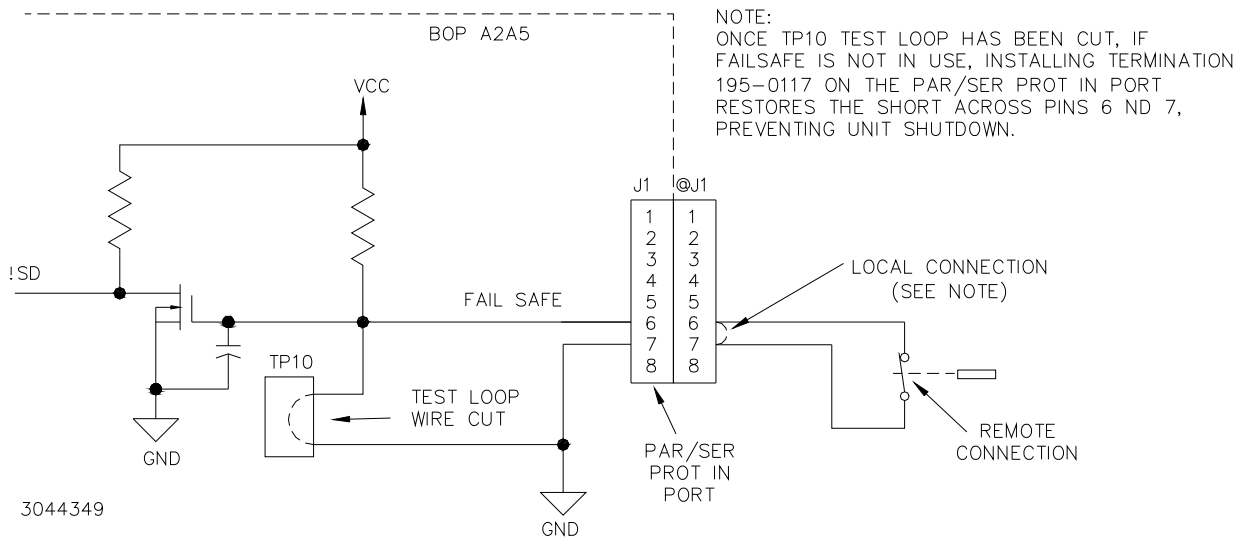 BOP A2A5
NOTE:
ONCE TP10 TEST LOOP HAS BEEN CUT, IF
FAILSAFE IS NOT IN USE, INSTALLING TERMINATION
195-0117 ON THE PAR/SER PROT IN PORT
RESTORES THE SHORT ACROSS PINS 6 ND 7,
PREVENTING UNIT SHUTDOWN.
VCC
J1 @J1
1 1
2 2
3 3
4 4
5 5
6 6
7 7
8 8
!SD
FAIL SAFE
LOCAL CONNECTION
(SEE NOTE)
TP10
TEST LOOP
WIRE CUT
GND
PAR/SER
PROT IN
PORT
REMOTE
CONNECTION
GND
3044349